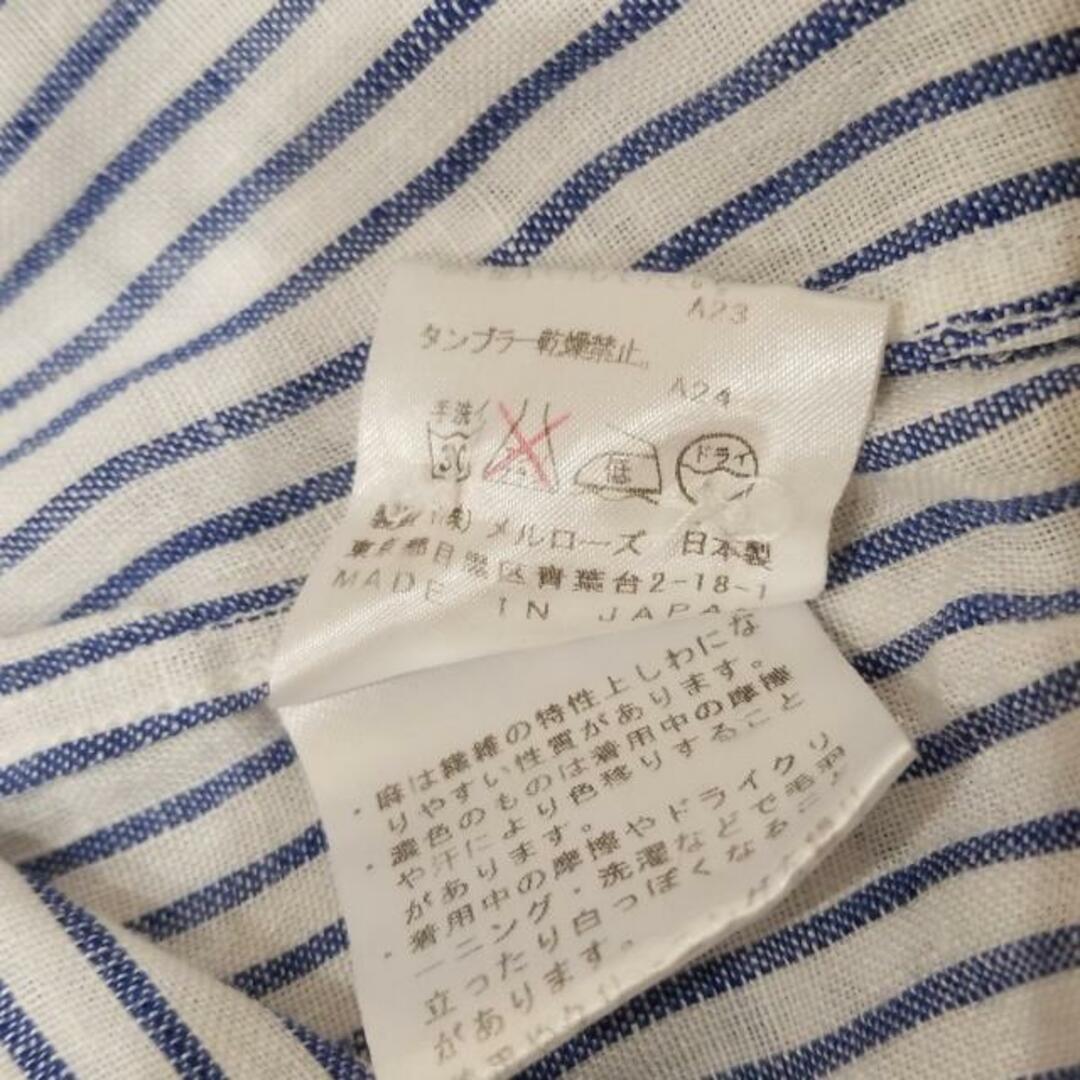 A23
タンブラー乾燥禁止。
A24
手洗イ
低 ドライ
製造(株)メルローズ 日本製
東京都目黒区青葉台2-18-1
MADE IN JAPA
・麻は繊維の特性上しわにな
りやすい性質があります。
・濃色のものは着用中の摩擦
や汗により色移りすること
があります。
・着用中の摩擦やドライクリ
ーニング・洗濯などで毛羽
立ったり白っぽくなるこ
があります。